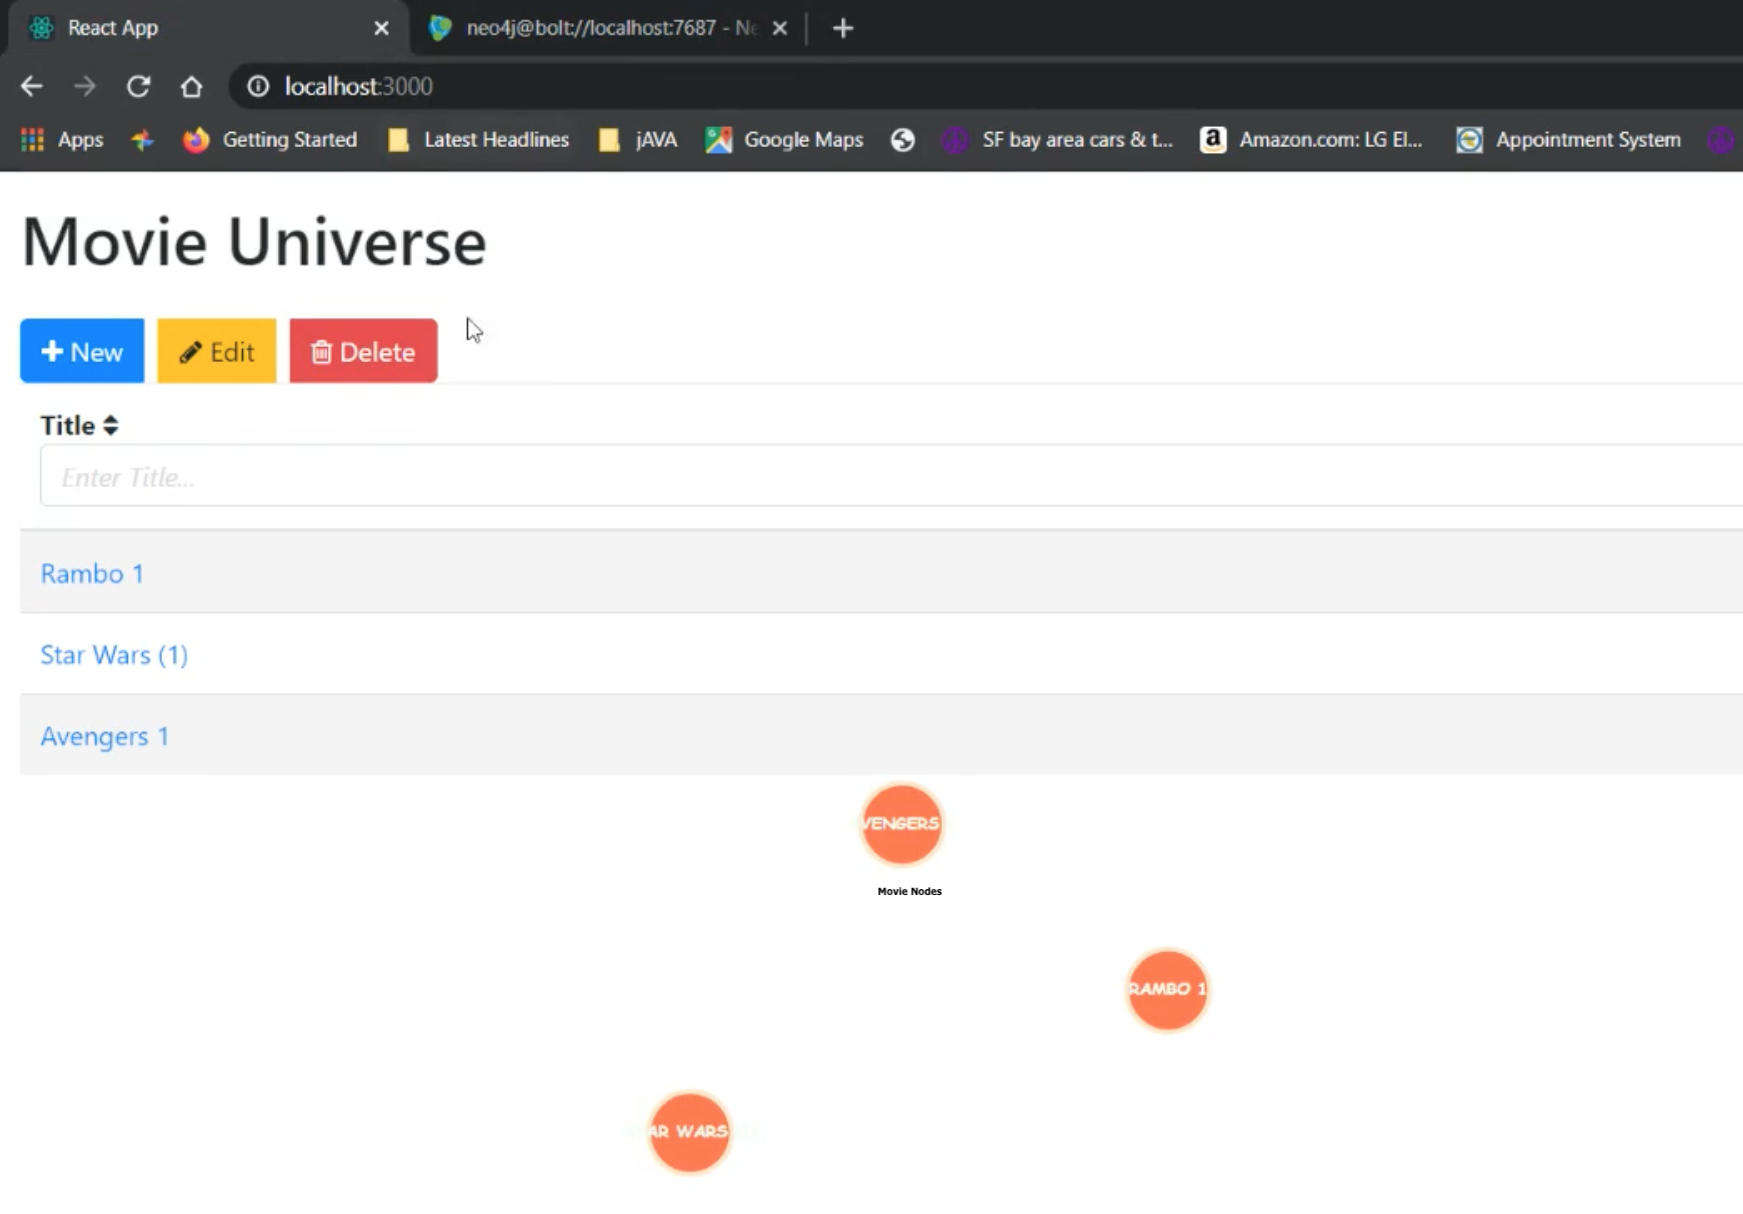 React App
neo4j@bolt://localhost:7687 - Ne
localhost:3000
Apps Getting Started Latest Headlines jAVA Google Maps SF bay area cars & t... Amazon.com: LG El... Appointment System
Movie Universe
New Edit Delete
Title
Enter Title...
Rambo 1
Star Wars (1)
Avengers 1
VENGERS
Movie Nodes
RAMBO 1
AR WARS